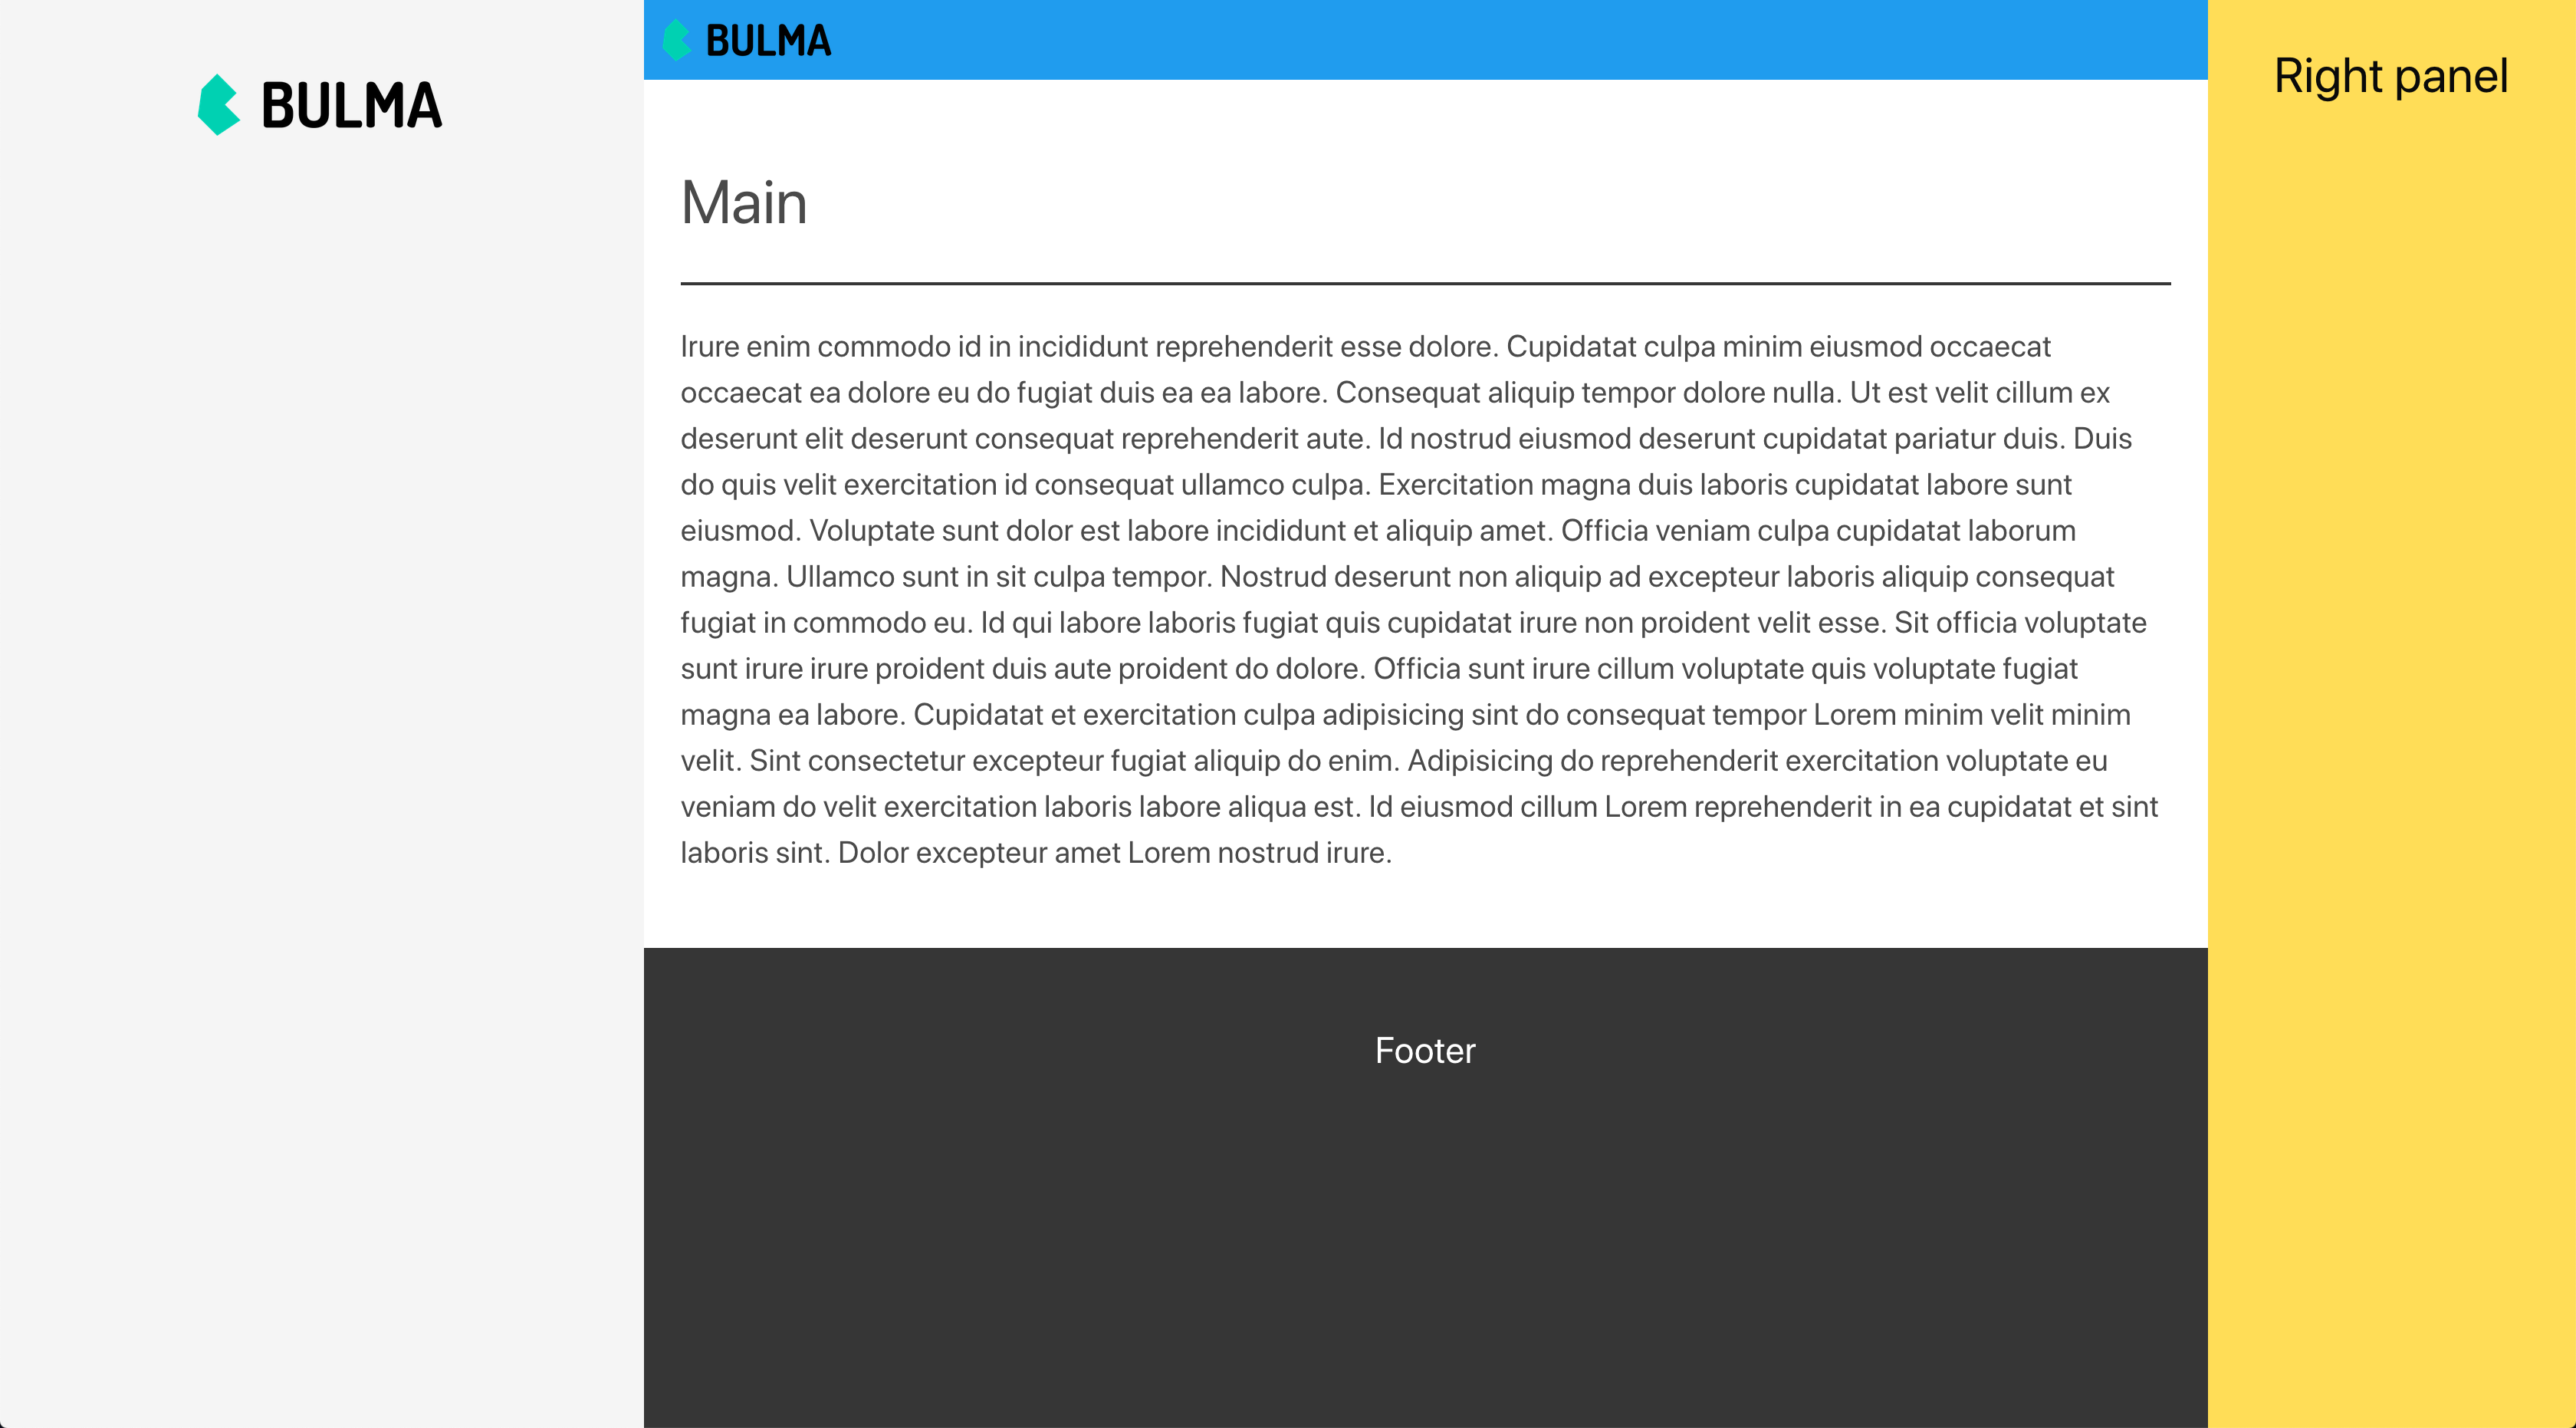 BULMA
BULMA
Main
Irure enim commodo id in incididunt reprehenderit esse dolore. Cupidatat culpa minim eiusmod occaecat
occaecat ea dolore eu do fugiat duis ea ea labore. Consequat aliquip tempor dolore nulla. Ut est velit cillum ex
deserunt elit deserunt consequat reprehenderit aute. Id nostrud eiusmod deserunt cupidatat pariatur duis. Duis
do quis velit exercitation id consequat ullamco culpa. Exercitation magna duis laboris cupidatat labore sunt
eiusmod. Voluptate sunt dolor est labore incididunt et aliquip amet. Officia veniam culpa cupidatat laborum
magna. Ullamco sunt in sit culpa tempor. Nostrud deserunt non aliquip ad excepteur laboris aliquip consequat
fugiat in commodo eu. Id qui labore laboris fugiat quis cupidatat irure non proident velit esse. Sit officia voluptate
sunt irure irure proident duis aute proident do dolore. Officia sunt irure cillum voluptate quis voluptate fugiat
magna ea labore. Cupidatat et exercitation culpa adipisicing sint do consequat tempor Lorem minim velit minim
velit. Sint consectetur excepteur fugiat aliquip do enim. Adipisicing do reprehenderit exercitation voluptate eu
veniam do velit exercitation laboris labore aliqua est. Id eiusmod cillum Lorem reprehenderit in ea cupidatat et sint
laboris sint. Dolor excepteur amet Lorem nostrud irure.
Footer
Right panel